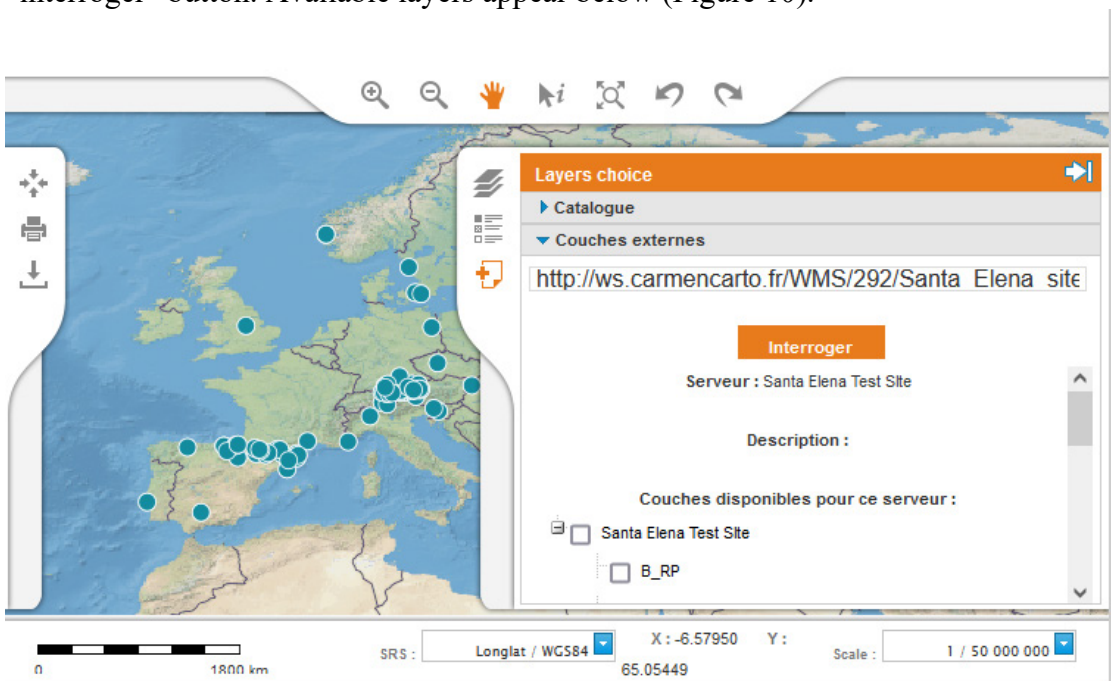 interroger" button. Available layers appear below (Figure 10).
i
Layers choice
Catalogue
Couches externes
http://ws.carmencarto.fr/WMS/292/Santa_Elena_site
Interroger
Serveur : Santa Elena Test SIte
Description :
Couches disponibles pour ce serveur :
Santa Elena Test SIte
B_RP
0 1800 km
SRS : Longlat / WGS84
X : -6.57950 Y :
65.05449
Scale : 1 / 50 000 000